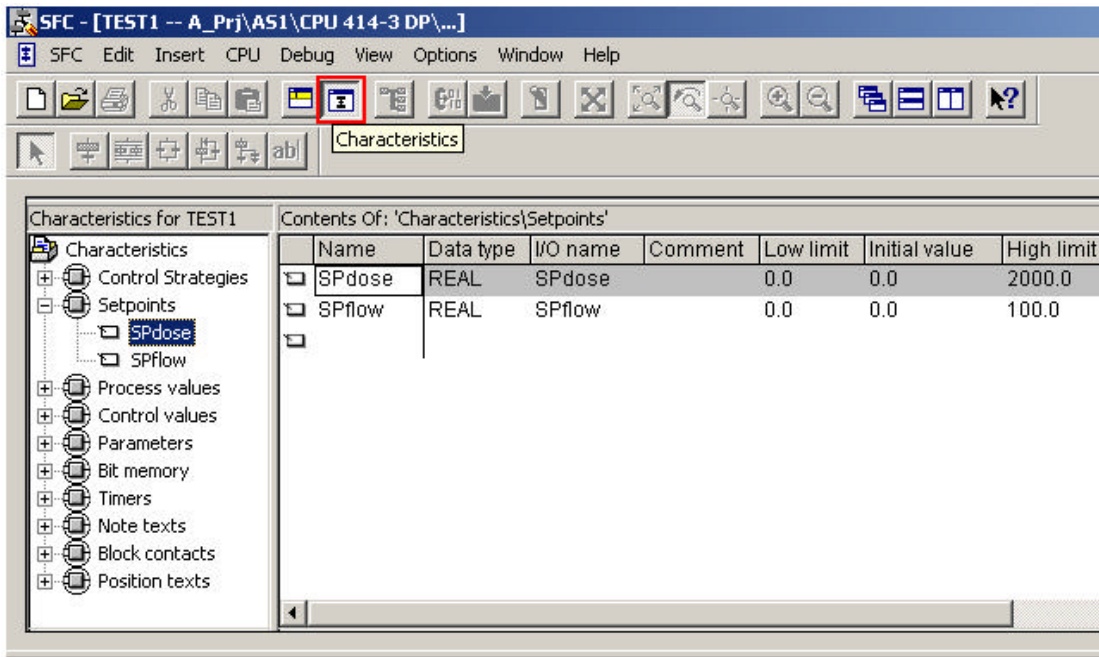 SFC - [TEST1 -- A_Prj\AS1\CPU 414-3 DP\...]
SFC Edit Insert CPU Debug View Options Window Help
abl
Characteristics
Characteristics for TEST1
Contents Of: 'Characteristics\Setpoints'
Characteristics
Control Strategies
Setpoints
SPdose
SPflow
Process values
Control values
Parameters
Bit memory
Timers
Note texts
Block contacts
Position texts
Name Data type I/O name Comment Low limit Initial value High limit
SPdose REAL SPdose 0.0 0.0 2000.0
SPflow REAL SPflow 0.0 0.0 100.0